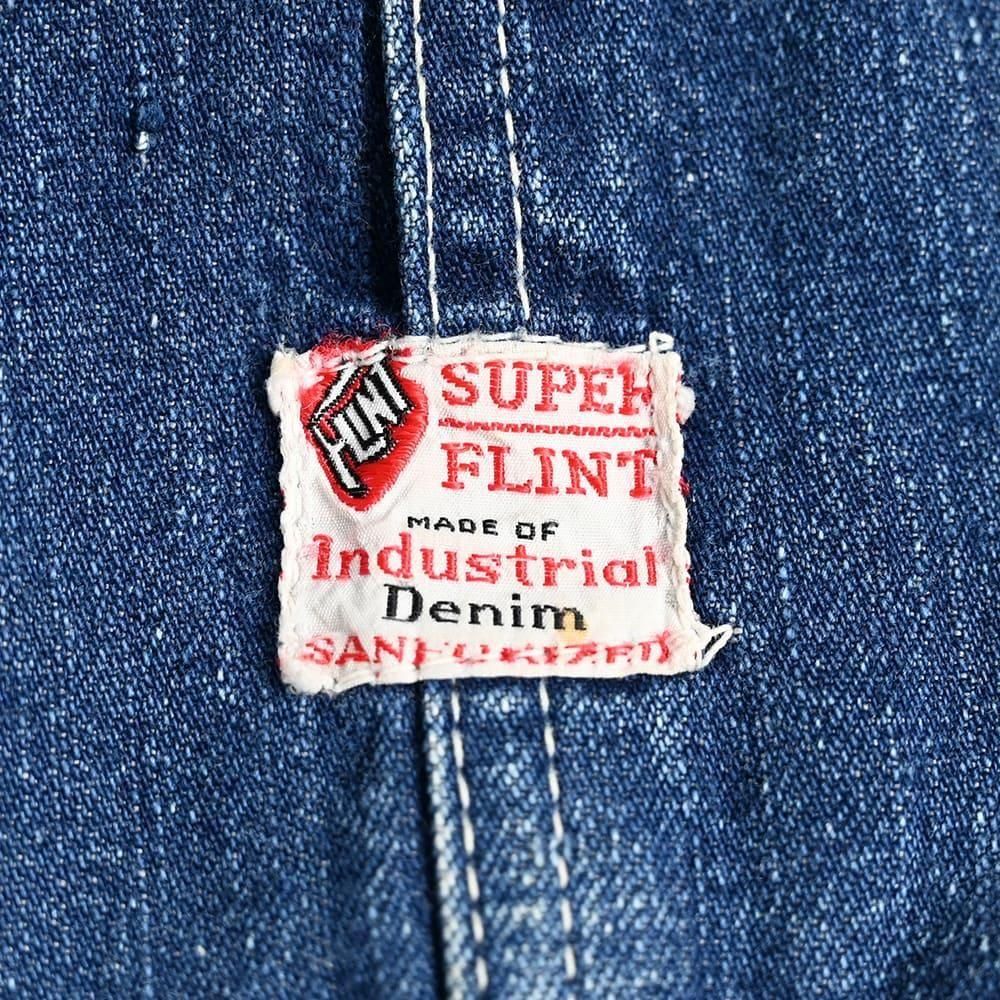 FLINT
SUPER
FLINT
MADE OF
Industrial
Denim
SANFORIZED